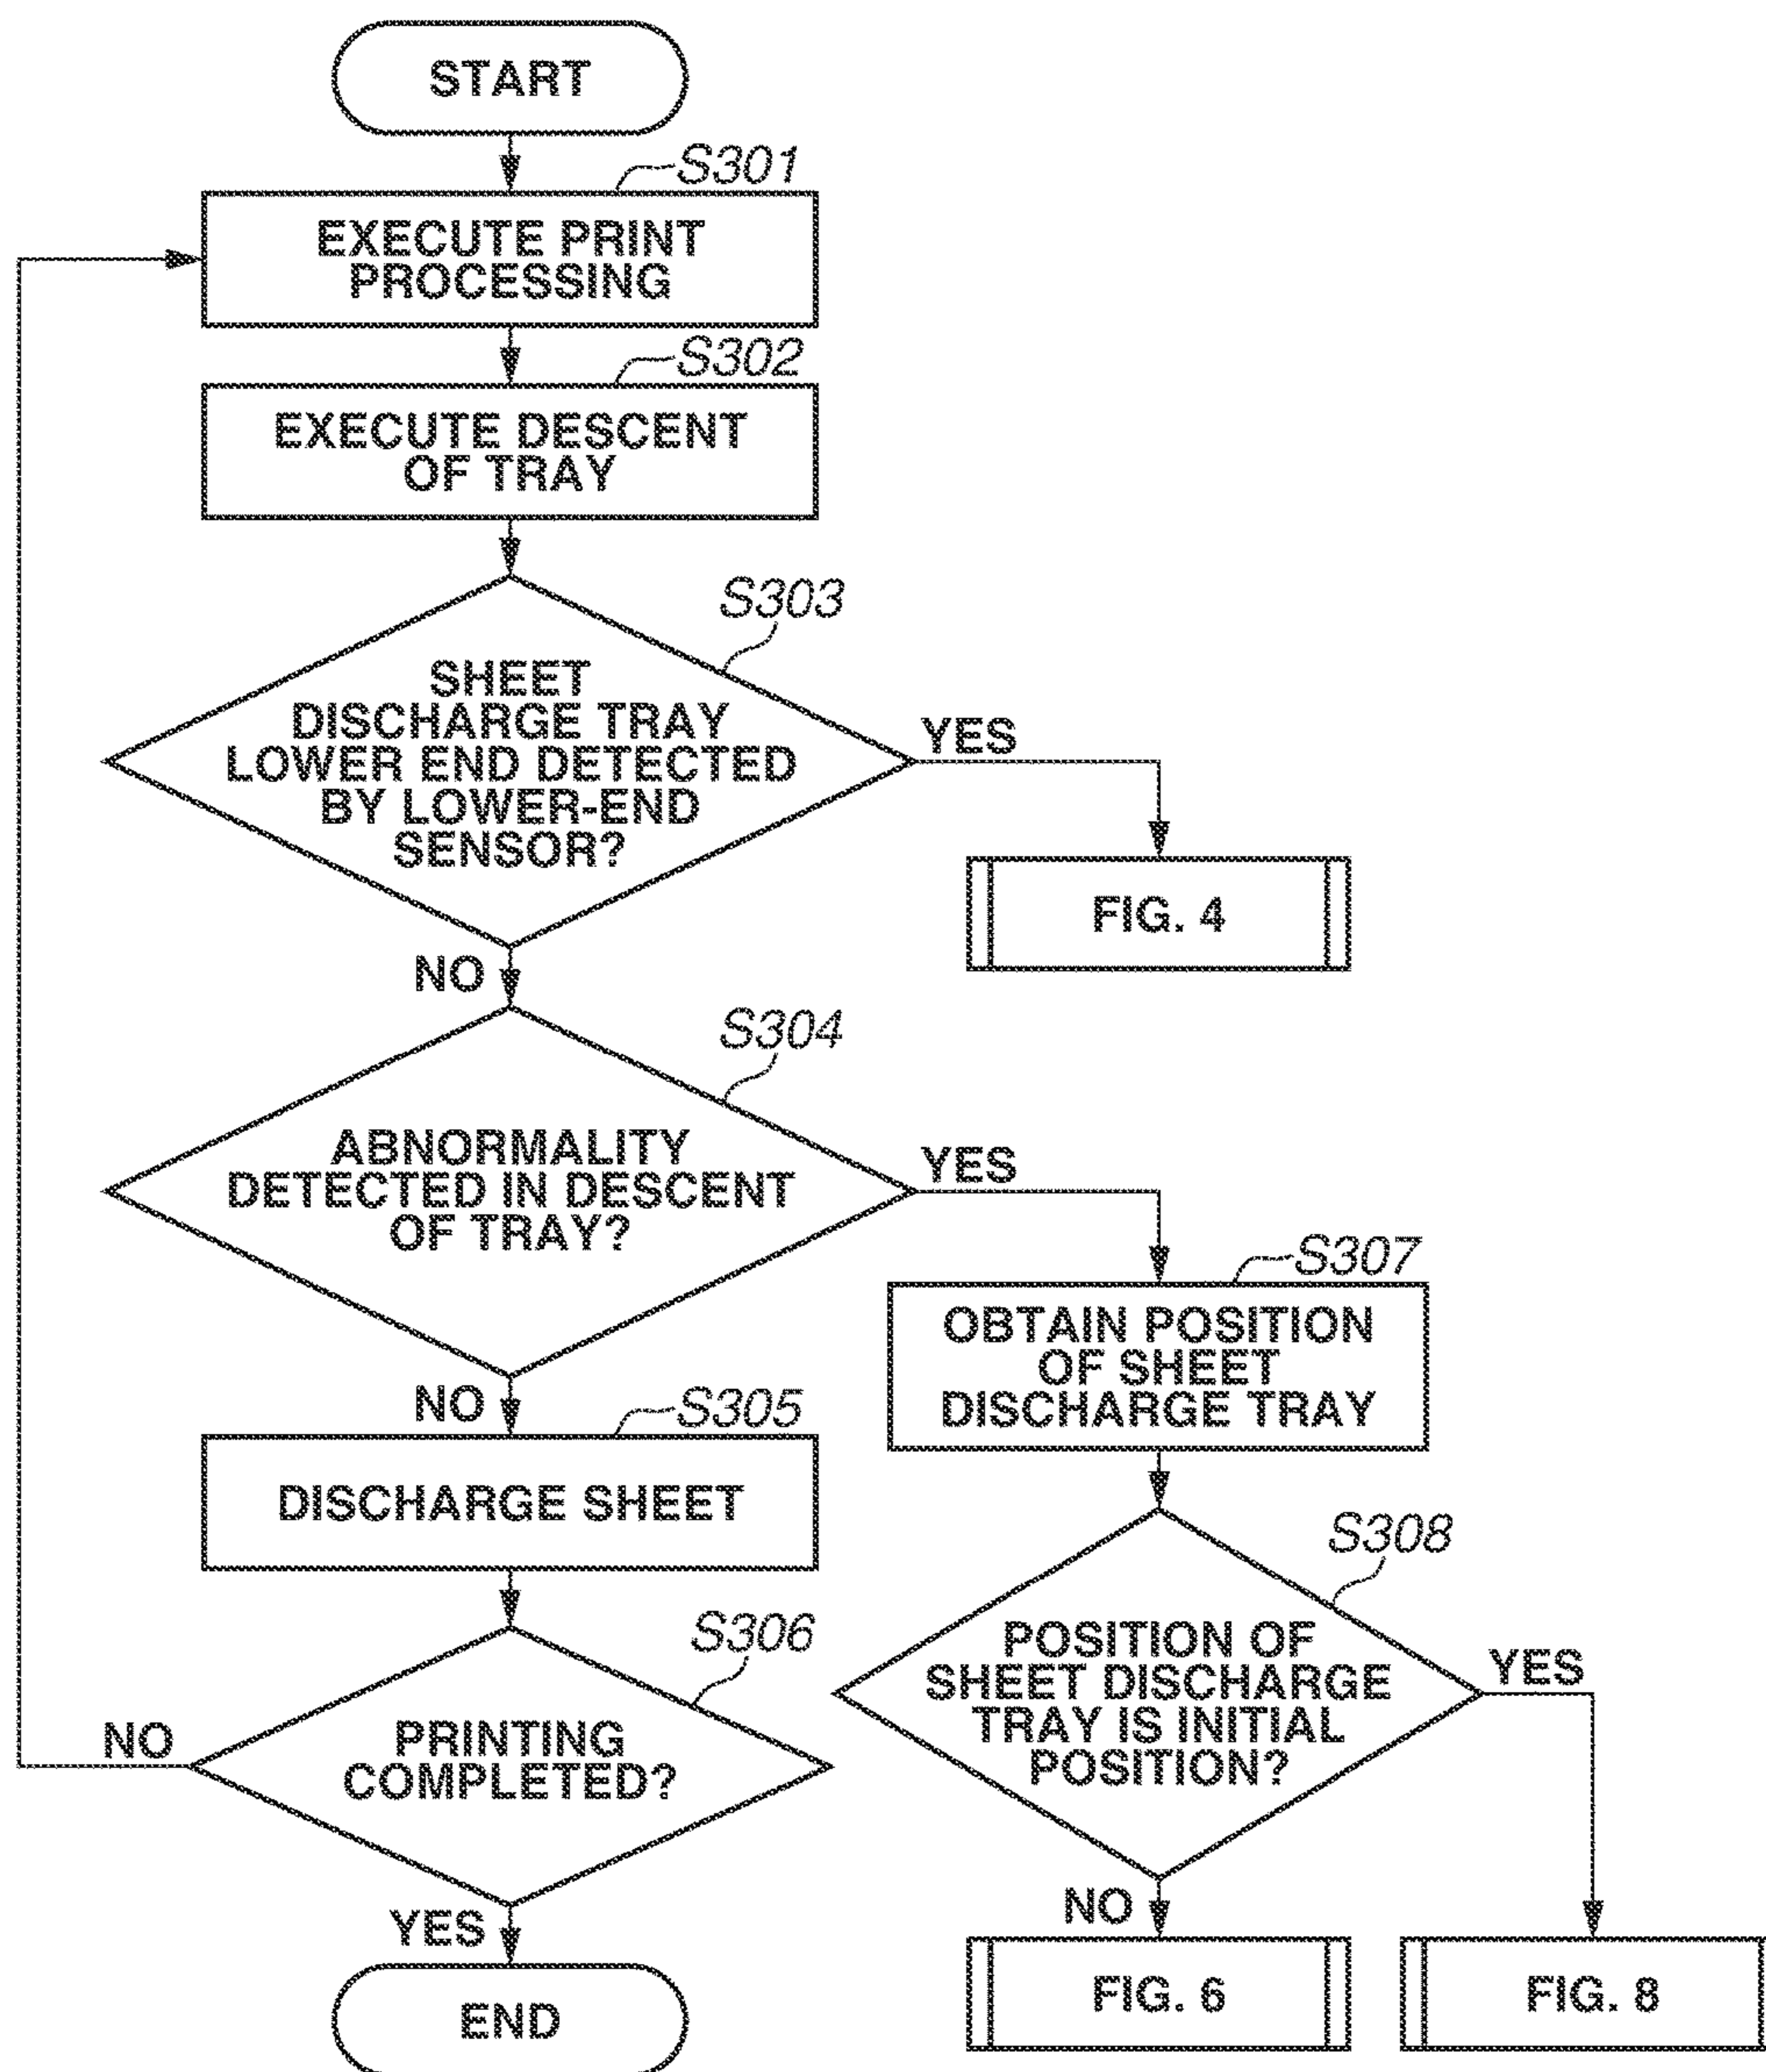 START
S301
EXECUTE PRINT
PROCESSING
S302
EXECUTE DESCENT
OF TRAY
S303
SHEET
DISCHARGE TRAY
LOWER END DETECTED
BY LOWER-END
SENSOR?
YES
FIG. 4
NO
S304
ABNORMALITY
DETECTED IN DESCENT
OF TRAY?
YES
S307
OBTAIN POSITION
OF SHEET
DISCHARGE TRAY
NO
S305
DISCHARGE SHEET
S308
POSITION OF
SHEET DISCHARGE
TRAY IS INITIAL
POSITION?
YES
S306
PRINTING
COMPLETED?
NO
YES
END
NO
FIG. 6
FIG. 8